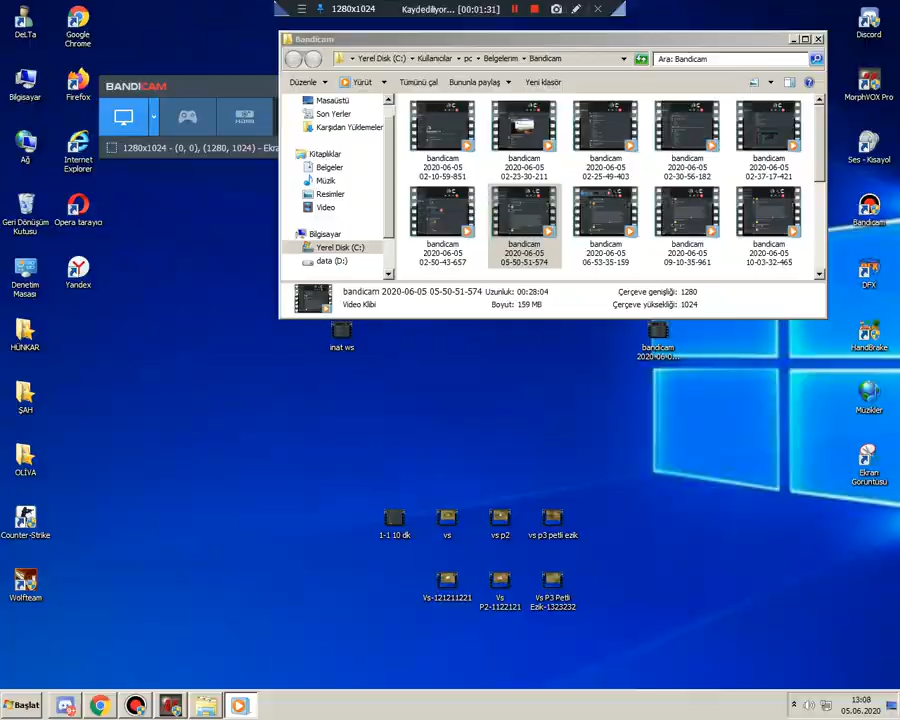 1280x1024 Kaydediliyor... [00:01:31]
DeLTa
Google
Chrome
Discord
Bilgisayar
Firefox
MorphVOX Pro
Ağ
Internet
Explorer
Ses - Kısayol
Geri Dönüşüm
Kutusu
Opera tarayıcı
Bandicam
Denetim
Masası
Yandex
DFX
HÜNKAR
HandBrake
ŞAH
Muzikler
OLİVA
Ekran
Goruntüsu
Counter-Strike
Wolfteam
BANDICAM
1280x1024 - (0, 0), (1280, 1024) - Ekra
Bandicam
Yerel Disk (C:) Kullanıcılar pc Belgelerim Bandicam
Ara: Bandicam
Düzenle Yürüt Tümünü çal Bununla paylaş Yeni klasör
Masaüstü
Son Yerler
Karşıdan Yüklemeler
Kitaplıklar
Belgeler
Müzik
Resimler
Video
Bilgisayar
Yerel Disk (C:)
data (D:)
bandicam
2020-06-05
02-10-59-851
bandicam
2020-06-05
02-23-30-211
bandicam
2020-06-05
02-25-49-403
bandicam
2020-06-05
02-30-56-182
bandicam
2020-06-05
02-37-17-421
bandicam
2020-06-05
02-50-43-657
bandicam
2020-06-05
05-50-51-574
bandicam
2020-06-05
06-53-35-159
bandicam
2020-06-05
09-10-35-961
bandicam
2020-06-05
10-03-32-465
bandicam 2020-06-05 05-50-51-574 Uzunluk: 00:28:04 Çerçeve genişliği: 1280
Video Klibi Boyut: 159 MB Çerçeve yüksekliği: 1024
inat ws
bandicam
2020-06-0...
1-1 10 dk
vs
vs p2
vs p3 petli ezik
Vs-121211221
Vs
P2-1122121
Vs P3 Petli
Ezik-1323232
Başlat
13:08
05.06.2020